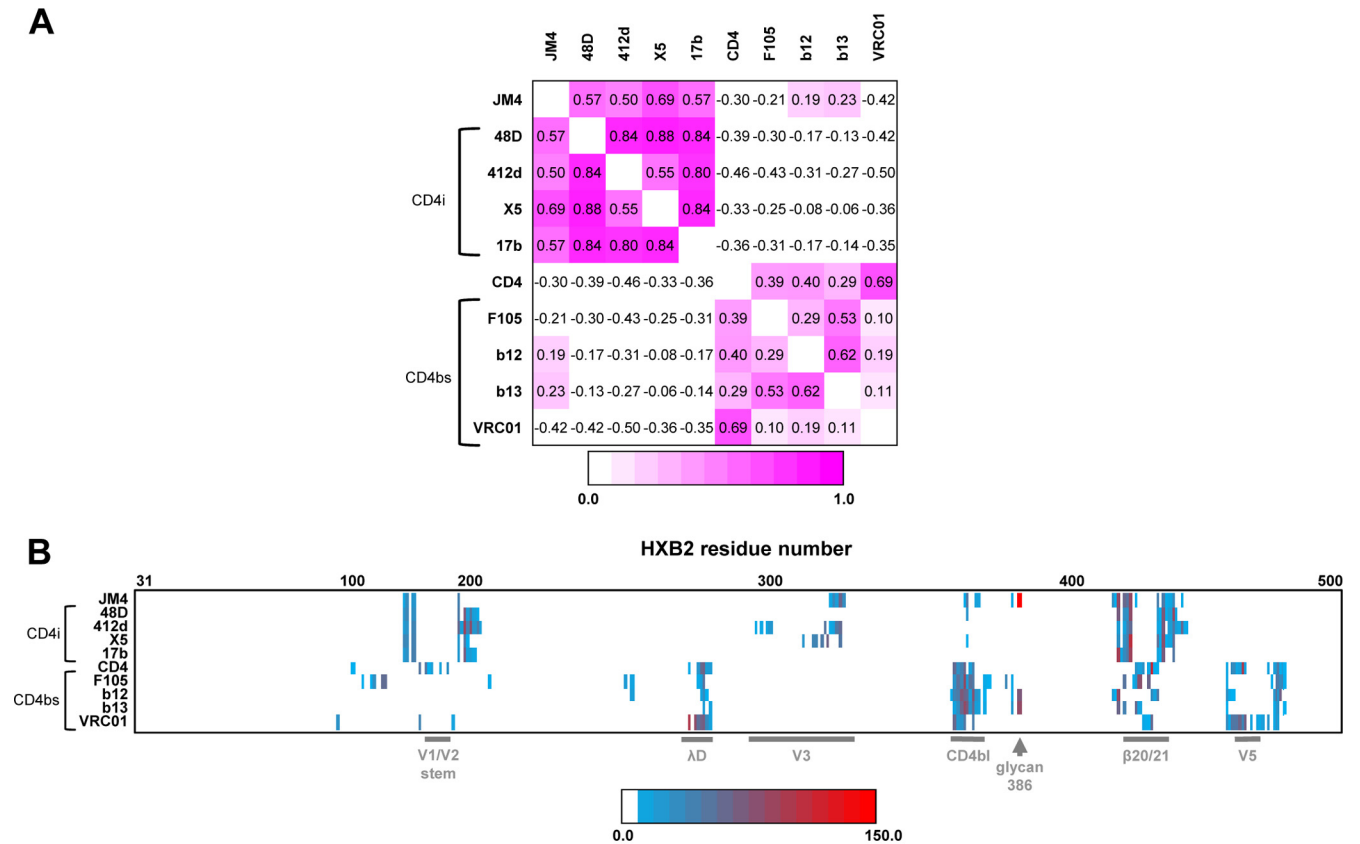 A
JM4 48D 412d X5 17b CD4 F105 b12 b13 VRC01
JM4 0.57 0.50 0.69 0.57 -0.30 -0.21 0.19 0.23 -0.42
48D 0.57 0.84 0.88 0.84 -0.39 -0.30 -0.17 -0.13 -0.42
412d 0.50 0.84 0.55 0.80 -0.46 -0.43 -0.31 -0.27 -0.50
CD4i
X5 0.69 0.88 0.55 0.84 -0.33 -0.25 -0.08 -0.06 -0.36
17b 0.57 0.84 0.80 0.84 -0.36 -0.31 -0.17 -0.14 -0.35
CD4 -0.30 -0.39 -0.46 -0.33 -0.36 0.39 0.40 0.29 0.69
F105 -0.21 -0.30 -0.43 -0.25 -0.31 0.39 0.29 0.53 0.10
CD4bs
b12 0.19 -0.17 -0.31 -0.08 -0.17 0.40 0.29 0.62 0.19
b13 0.23 -0.13 -0.27 -0.06 -0.14 0.29 0.53 0.62 0.11
VRC01 -0.42 -0.42 -0.50 -0.36 -0.35 0.69 0.10 0.19 0.11
0.0 1.0
B
HXB2 residue number
31 100 200 300 400 500
JM4
48D
CD4i
412d
X5
17b
CD4
F105
CD4bs
b12
b13
VRC01
V1/V2 λD V3 CD4bl β20/21 V5
stem glycan
386
0.0 150.0